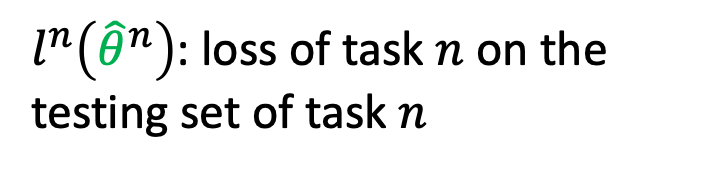 lⁿ(θ̂ⁿ): loss of task n on the
testing set of task n